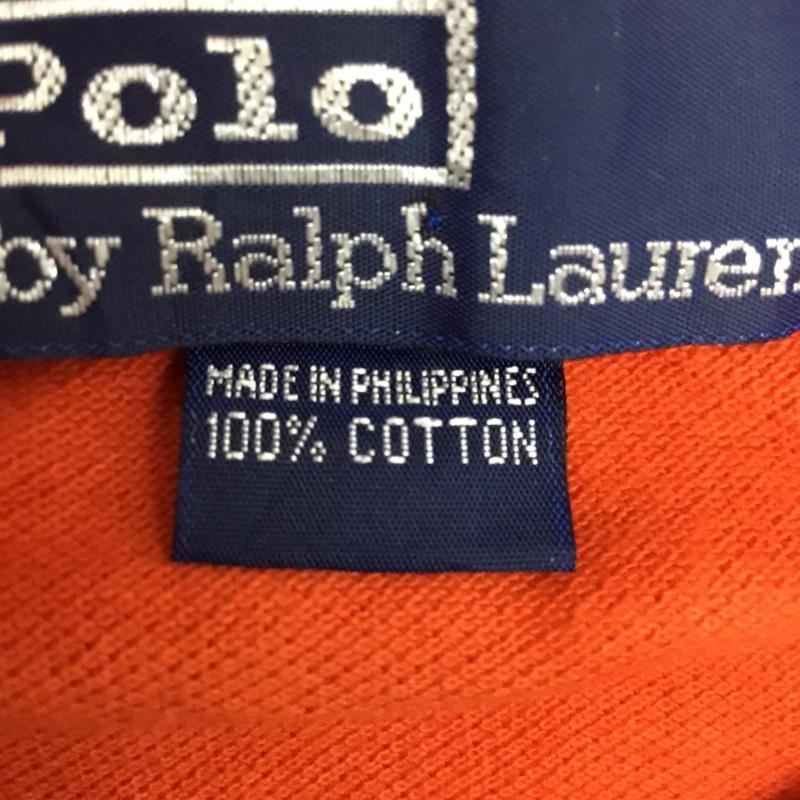 Polo
by Ralph Lauren
MADE IN PHILIPPINES
100% COTTON